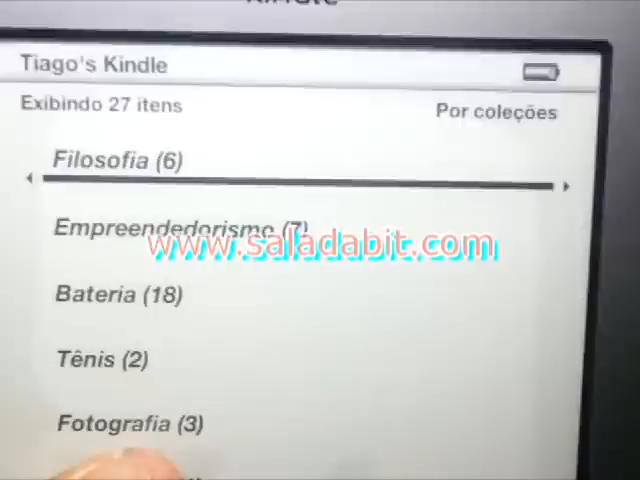 kindle
Tiago's Kindle
Exibindo 27 itens
Por coleções
Filosofia (6)
Empreendedorismo (7)
www.saladabit.com
Bateria (18)
Tênis (2)
Fotografia (3)